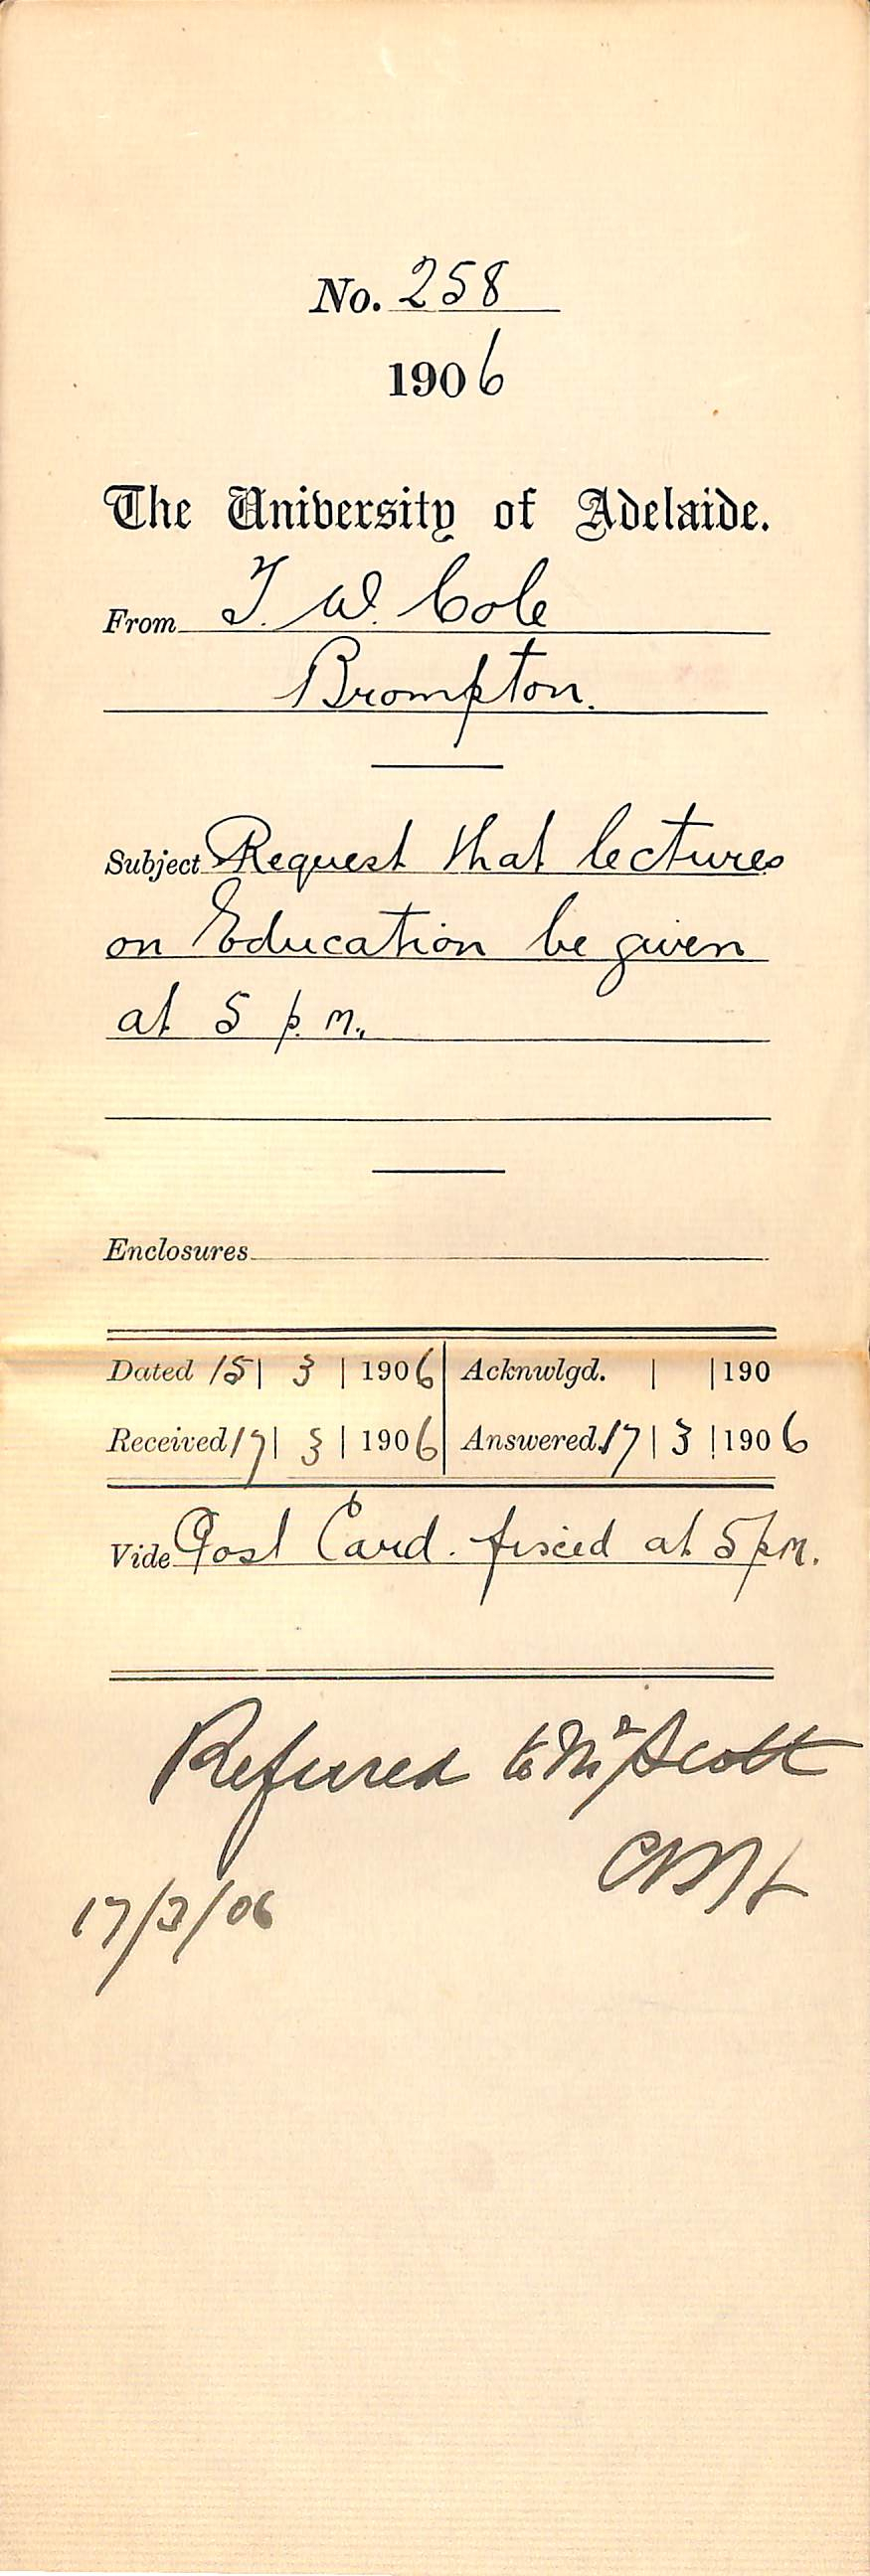 No. 258
1906
The University of Adelaide.
From T. W. Cole
Brompton.
Subject Request that lectures
on Education be given
at 5 p.m.
Enclosures
Dated 15 | 3 | 1906 Acknwlgd. | | 190
Received 17 | 3 | 1906 Answered 17 | 3 | 1906
Vide Post Card. fixed at 5 pm.
Referred to Mr Scott
17/3/06